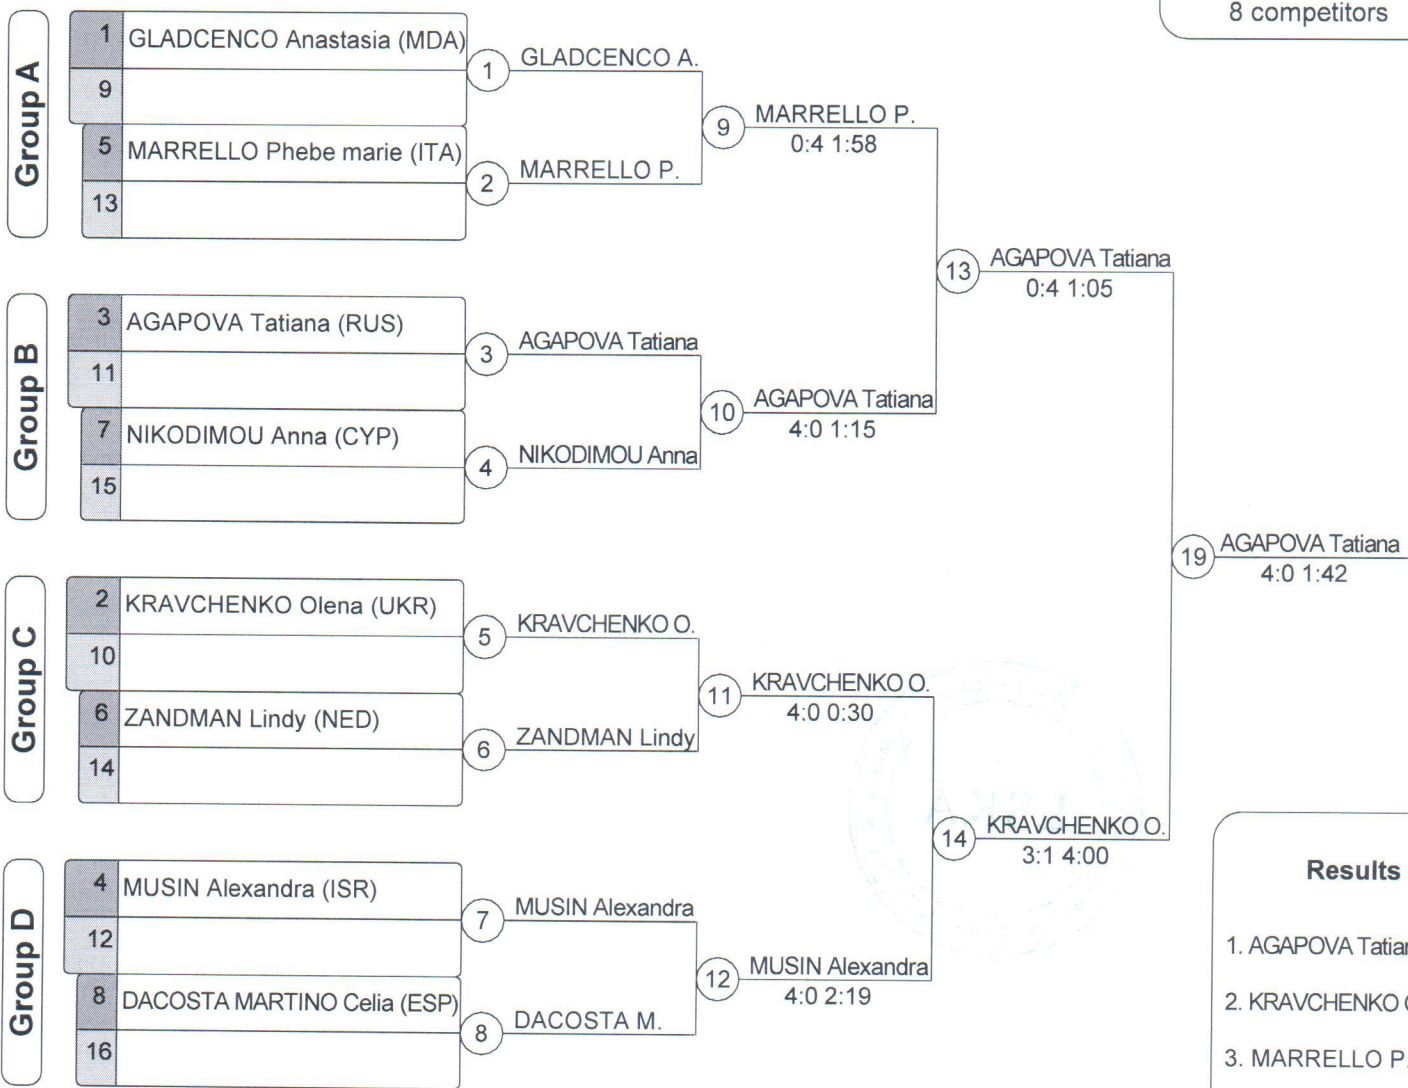 8 competitors
Group A
1 GLADCENCO Anastasia (MDA)
9
5 MARRELLO Phebe marie (ITA)
13
1 GLADCENCO A.
2 MARRELLO P.
9 MARRELLO P.
0:4 1:58
Group B
3 AGAPOVA Tatiana (RUS)
11
7 NIKODIMOU Anna (CYP)
15
3 AGAPOVA Tatiana
4 NIKODIMOU Anna
10 AGAPOVA Tatiana
4:0 1:15
13 AGAPOVA Tatiana
0:4 1:05
Group C
2 KRAVCHENKO Olena (UKR)
10
6 ZANDMAN Lindy (NED)
14
5 KRAVCHENKO O.
6 ZANDMAN Lindy
11 KRAVCHENKO O.
4:0 0:30
Group D
4 MUSIN Alexandra (ISR)
12
8 DACOSTA MARTINO Celia (ESP)
16
7 MUSIN Alexandra
8 DACOSTA M.
12 MUSIN Alexandra
4:0 2:19
14 KRAVCHENKO O.
3:1 4:00
19 AGAPOVA Tatiana
4:0 1:42
Results
1. AGAPOVA Tatian
2. KRAVCHENKO
3. MARRELLO P.